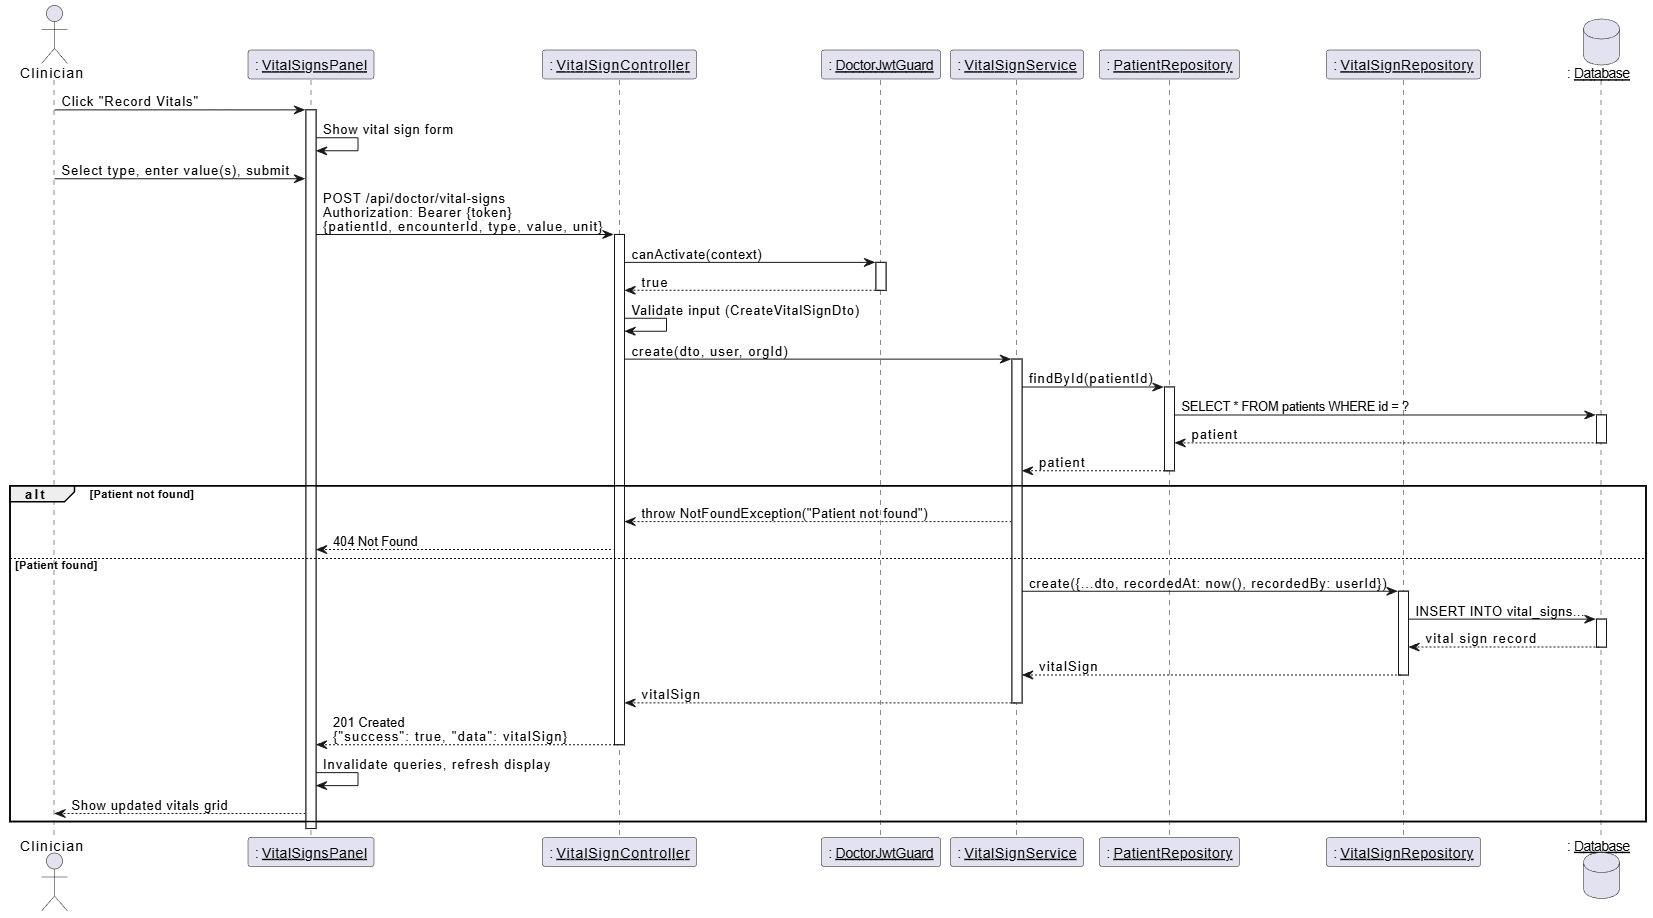 Clinician
: VitalSignsPanel
: VitalSignController
: DoctorJwtGuard
: VitalSignService
: PatientRepository
: VitalSignRepository
: Database
Click "Record Vitals"
Show vital sign form
Select type, enter value(s), submit
POST /api/doctor/vital-signs
Authorization: Bearer {token}
{patientId, encounterId, type, value, unit}
canActivate(context)
true
Validate input (CreateVitalSignDto)
create(dto, user, orgId)
findById(patientId)
SELECT * FROM patients WHERE id = ?
patient
patient
alt
[Patient not found]
throw NotFoundException("Patient not found")
404 Not Found
[Patient found]
create({...dto, recordedAt: now(), recordedBy: userId})
INSERT INTO vital_signs...
vital sign record
vitalSign
vitalSign
201 Created
{"success": true, "data": vitalSign}
Invalidate queries, refresh display
Show updated vitals grid
Clinician
: VitalSignsPanel
: VitalSignController
: DoctorJwtGuard
: VitalSignService
: PatientRepository
: VitalSignRepository
: Database